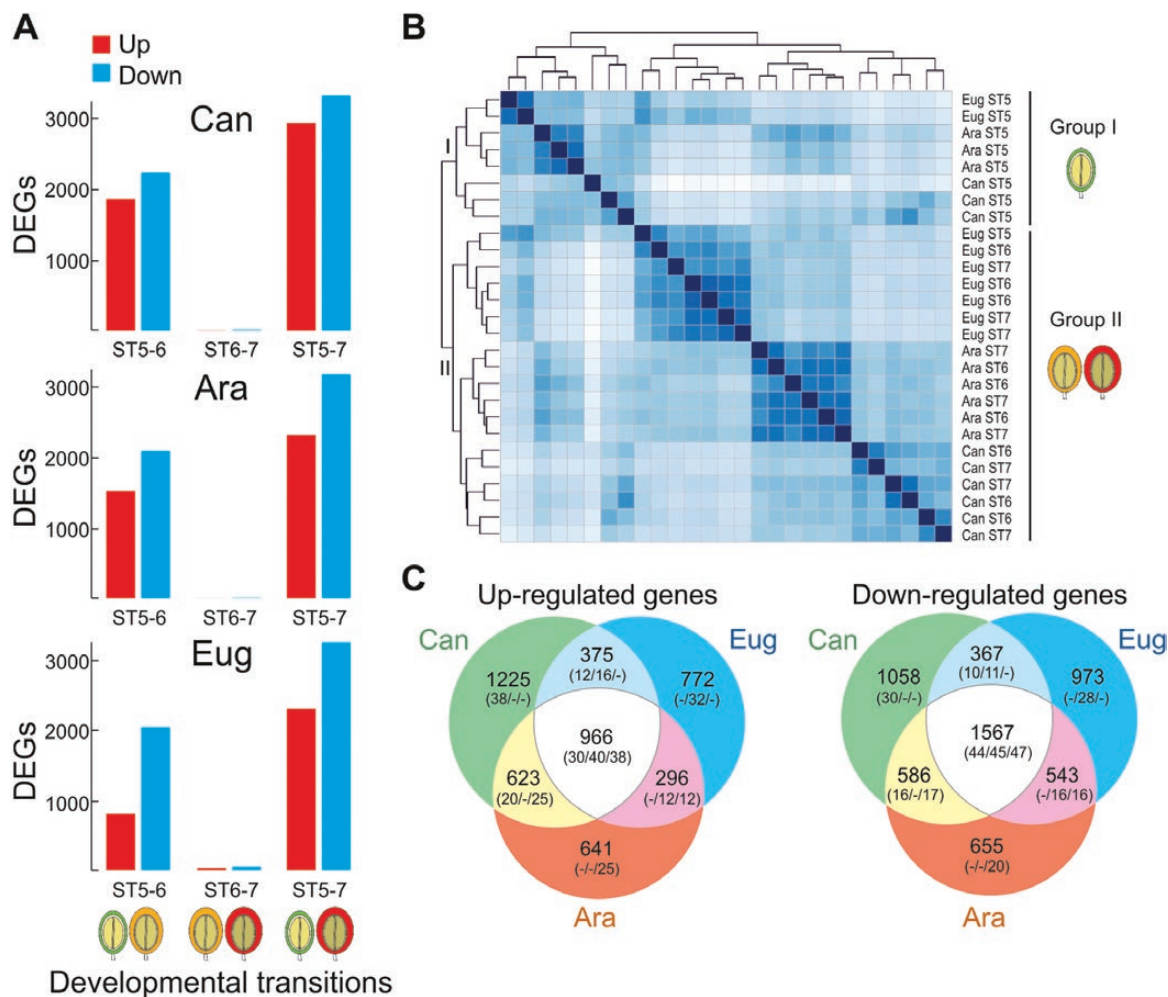 A
Up
Down
Can
DEGs
3000
2000
1000
ST5-6
ST6-7
ST5-7
Ara
DEGs
3000
2000
1000
ST5-6
ST6-7
ST5-7
Eug
DEGs
3000
2000
1000
ST5-6
ST6-7
ST5-7
Developmental transitions
B
I
II
Eug ST5
Eug ST5
Ara ST5
Ara ST5
Ara ST5
Can ST5
Can ST5
Can ST5
Eug ST5
Eug ST6
Eug ST7
Eug ST6
Eug ST6
Eug ST7
Eug ST7
Ara ST7
Ara ST6
Ara ST6
Ara ST7
Ara ST6
Ara ST7
Can ST6
Can ST7
Can ST7
Can ST6
Can ST6
Can ST7
Group I
Group II
C
Up-regulated genes
Can
Eug
375
(12/16/-)
1225
(38/-/-)
772
(-/32/-)
966
(30/40/38)
623
(20/-/25)
296
(-/12/12)
641
(-/-/25)
Ara
Down-regulated genes
Can
Eug
367
(10/11/-)
1058
(30/-/-)
973
(-/28/-)
1567
(44/45/47)
586
(16/-/17)
543
(-/16/16)
655
(-/-/20)
Ara